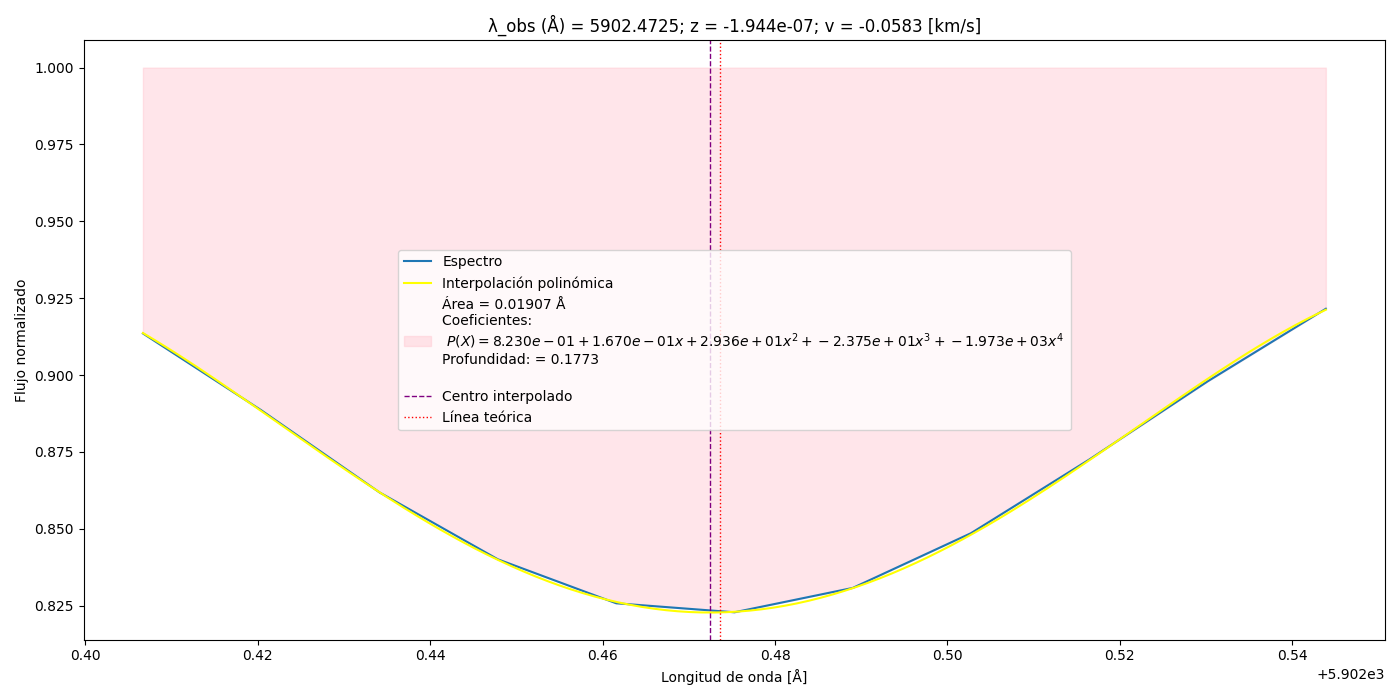 λ_obs (Å) = 5902.4725; z = -1.944e-07; v = -0.0583 [km/s]
Flujo normalizado
1.000
0.975
0.950
0.925
0.900
0.875
0.850
0.825
Espectro
Interpolación polinómica
Área = 0.01907 Å
Coeficientes:
P(X) = 8.230e − 01 + 1.670e − 01x + 2.936e + 01x² + −2.375e + 01x³ + −1.973e + 03x⁴
Profundidad: = 0.1773
Centro interpolado
Línea teórica
0.40 0.42 0.44 0.46 0.48 0.50 0.52 0.54
+5.902e3
Longitud de onda [Å]